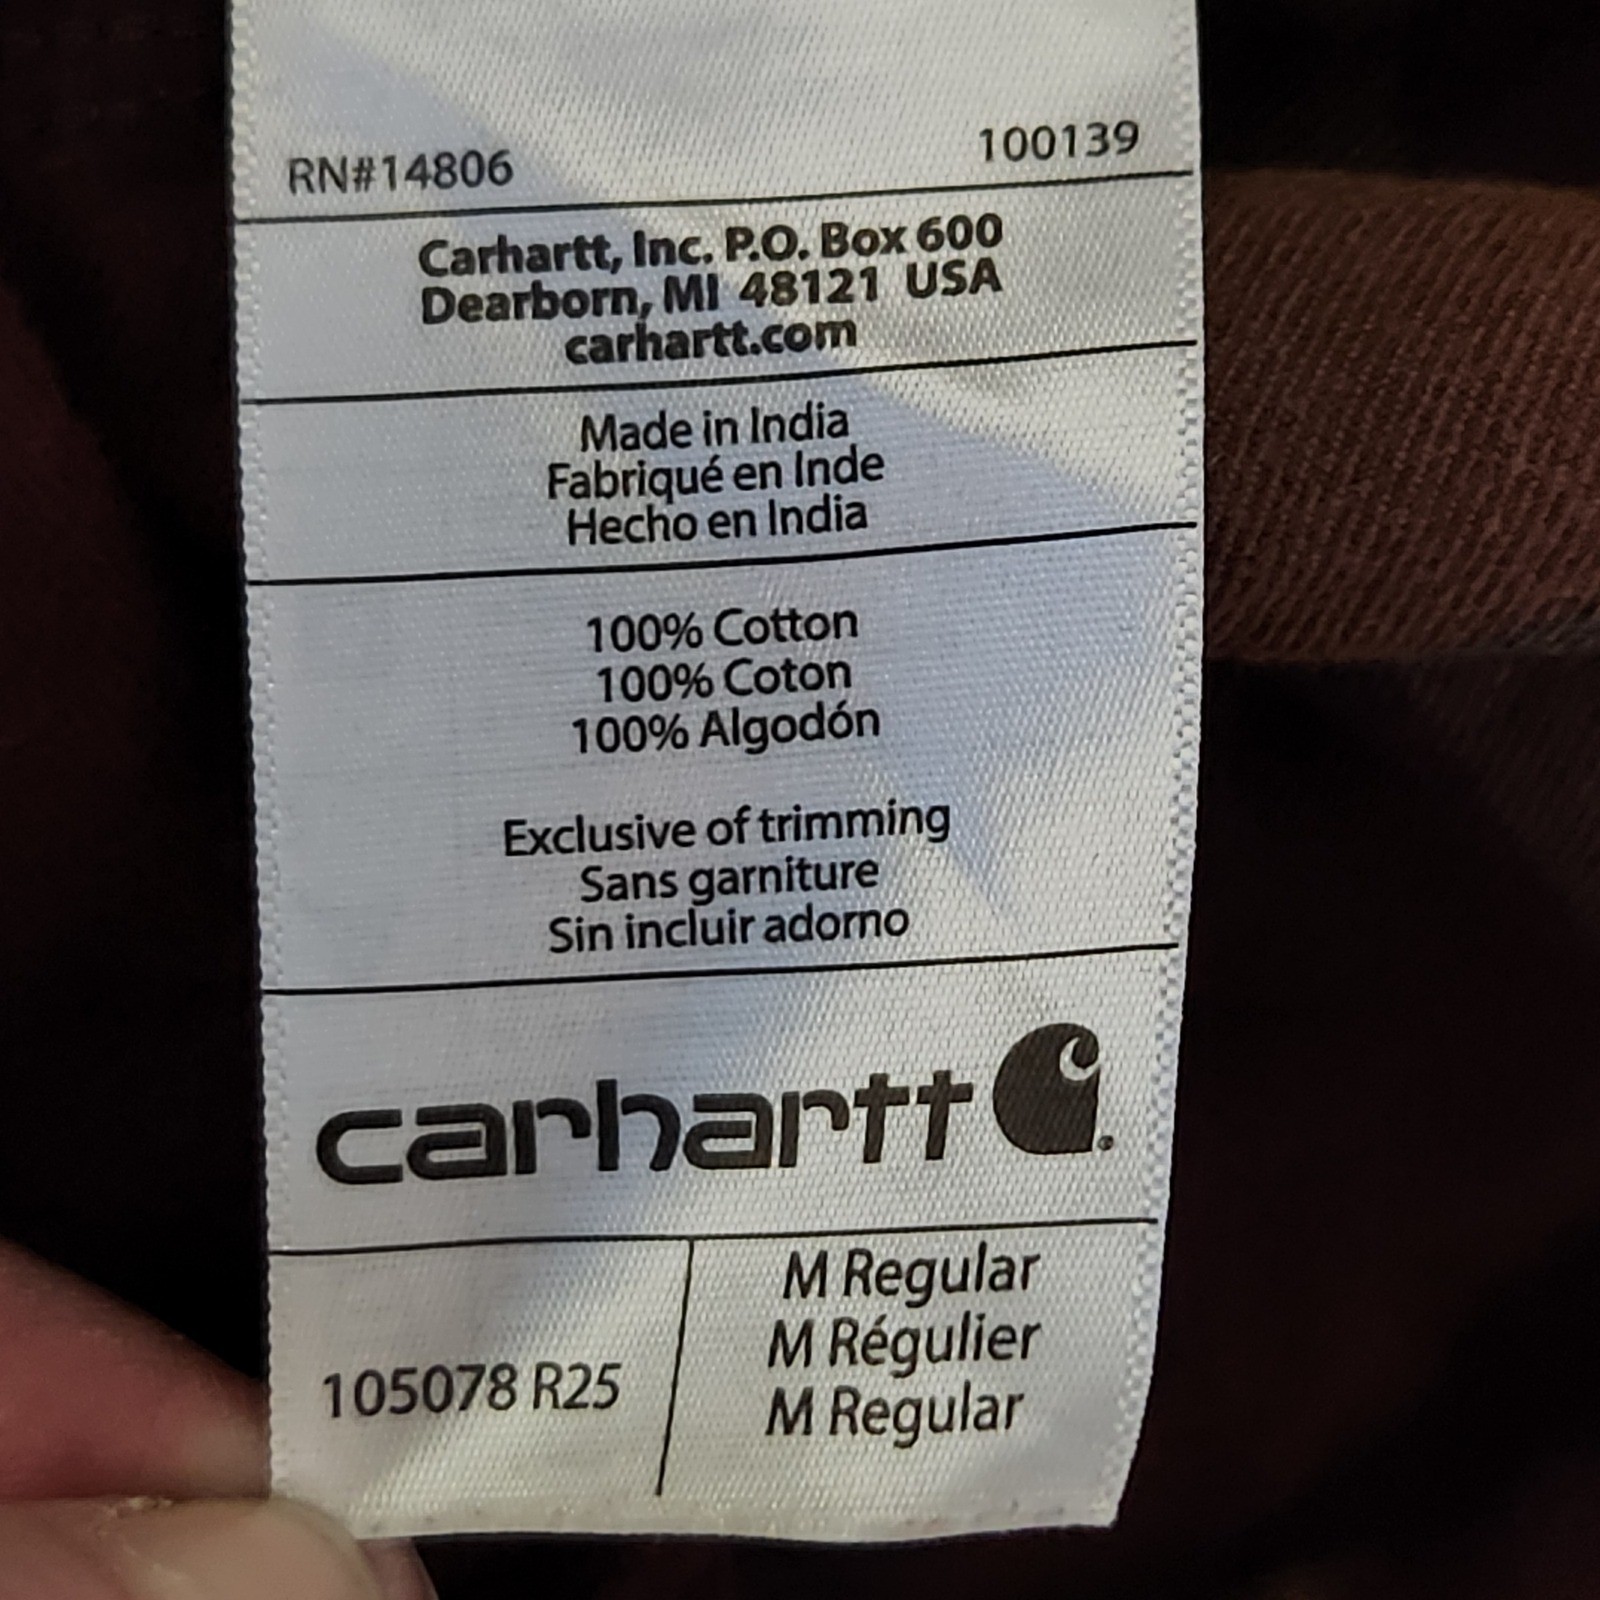 RN#14806 100139
Carhartt, Inc. P.O. Box 600
Dearborn, MI 48121 USA
carhartt.com
Made in India
Fabriqué en Inde
Hecho en India
100% Cotton
100% Coton
100% Algodón
Exclusive of trimming
Sans garniture
Sin incluir adorno
carhartt
105078 R25
M Regular
M Régulier
M Regular